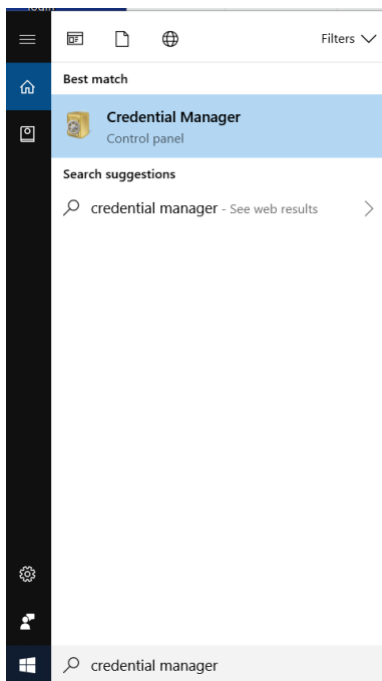 Filters
Best match
Credential Manager
Control panel
Search suggestions
credential manager - See web results
credential manager